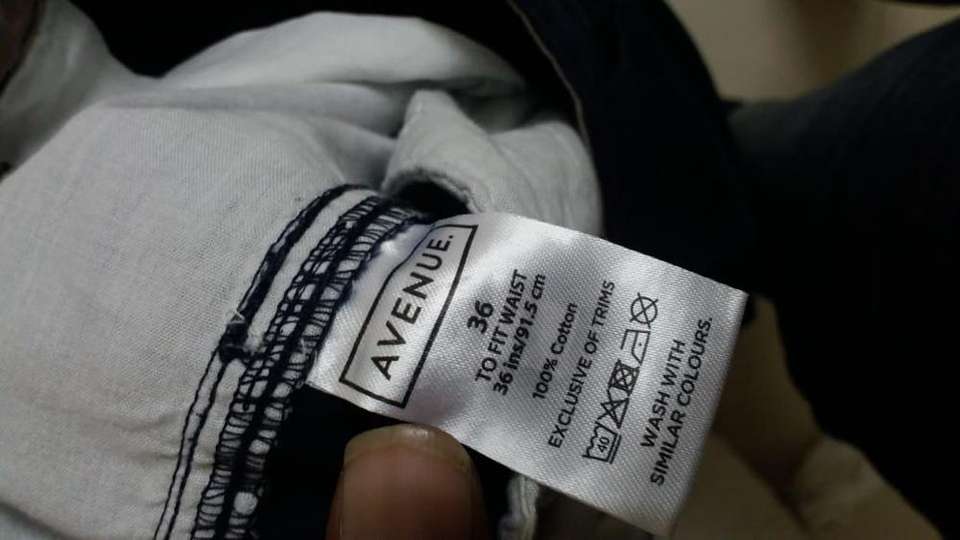 AVENUE.
36
TO FIT WAIST
36 ins/91.5 cm
100% Cotton
EXCLUSIVE OF TRIMS
40
WASH WITH
SIMILAR COLOURS.